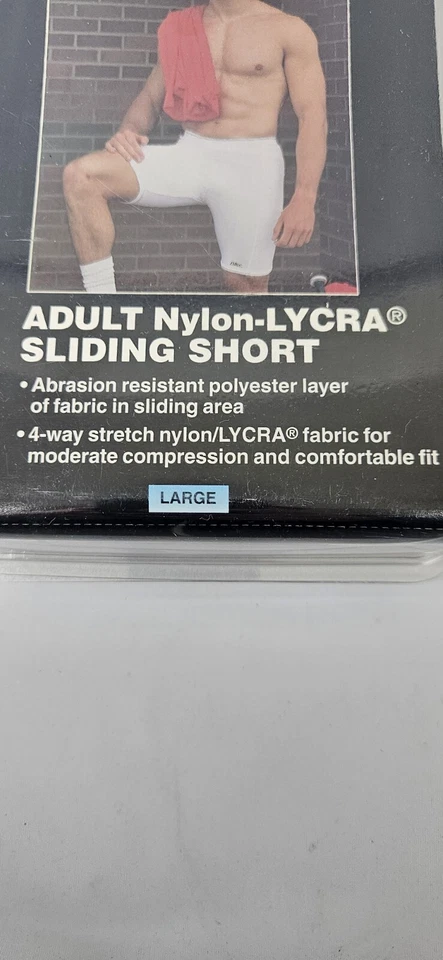 ADULT Nylon-LYCRA®
SLIDING SHORT
• Abrasion resistant polyester layer
of fabric in sliding area
• 4-way stretch nylon/LYCRA® fabric for
moderate compression and comfortable fit
LARGE